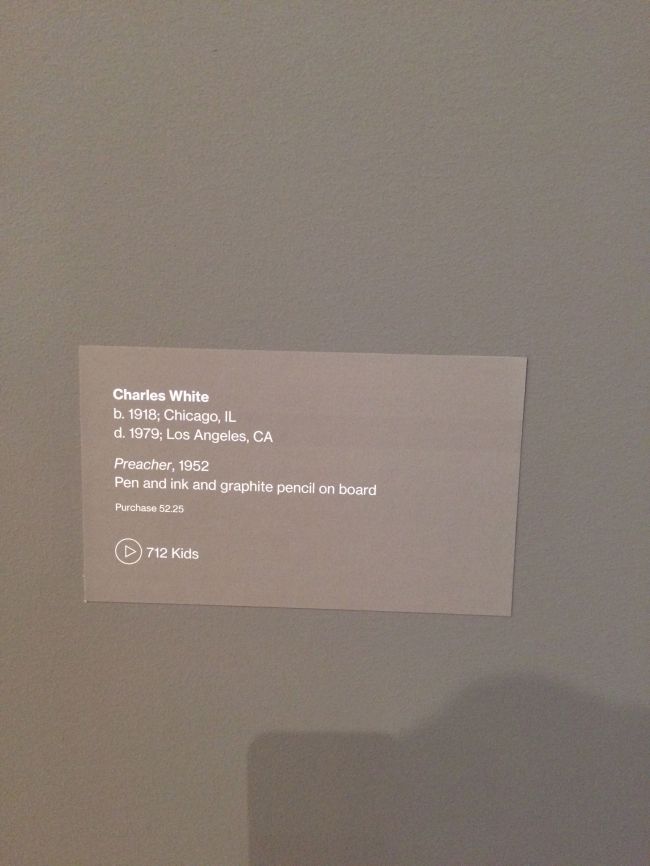 Charles White
b. 1918; Chicago, IL
d. 1979; Los Angeles, CA
Preacher, 1952
Pen and ink and graphite pencil on board
Purchase 52.25
712 Kids